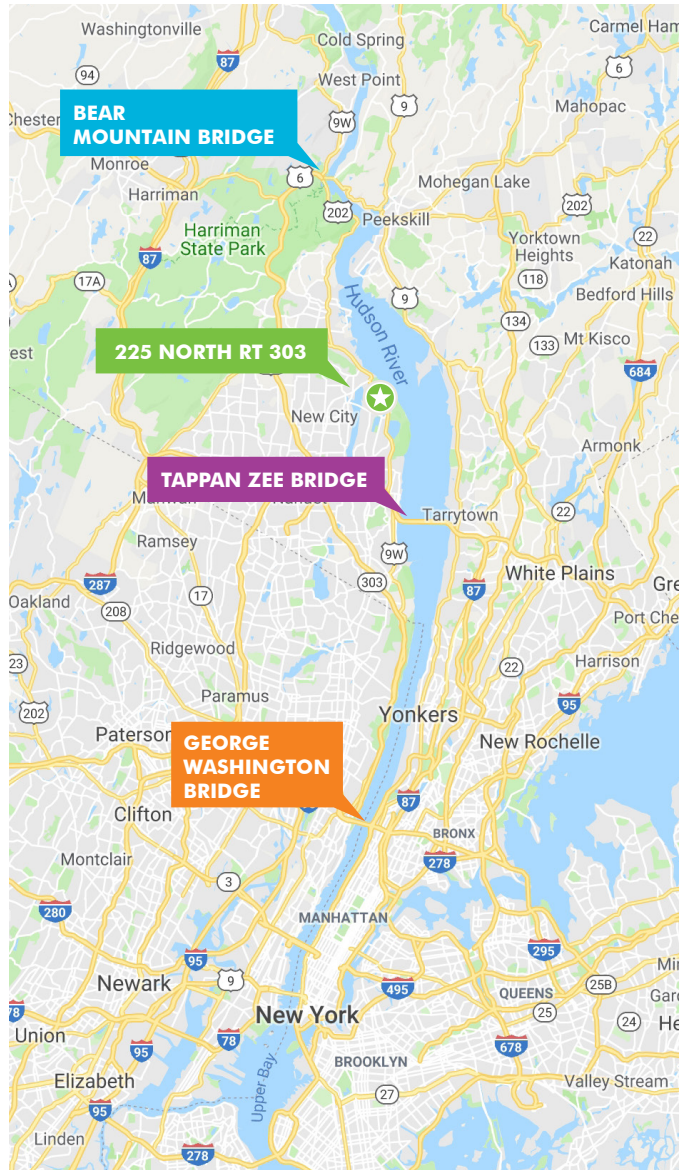 Washingtonville
Carmel Ham
Cold Spring
87
6
94
West Point
9
Mahopac
9W
Chester
BEAR
MOUNTAIN BRIDGE
Monroe
6
Mohegan Lake
Harriman
202
202
Peekskill
Harriman
State Park
22
Yorktown
Heights
87
Katonah
17A
118
Bedford Hills
9
Hudson River
134
133
Mt Kisco
est
225 NORTH RT 303
684
New City
Armonk
TAPPAN ZEE BRIDGE
22
Tarrytown
Ramsey
9W
White Plains
287
303
87
Gre
17
Oakland
208
Port Che
Ridgewood
23
22
Harrison
Paramus
95
202
Yonkers
Paterson
New Rochelle
GEORGE
WASHINGTON
BRIDGE
87
Clifton
BRONX
278
Montclair
3
280
MANHATTAN
295
95
Newark
9
495
QUEENS
25B
78
New York
25
24
Union
78
678
95
BROOKLYN
Upper Bay
Elizabeth
Valley Stream
27
95
Linden
278